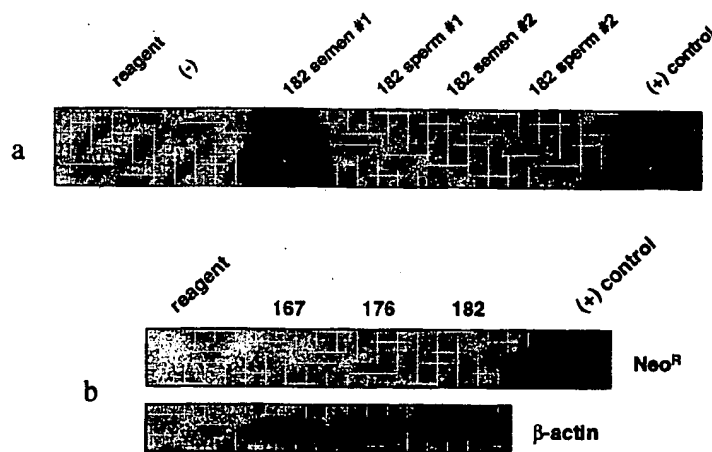 reagent (-) 182 semen #1 182 sperm #1 182 semen #2 182 sperm #2 (+) control
a
reagent 167 176 182 (+) control
Neoᴿ
b
β-actin